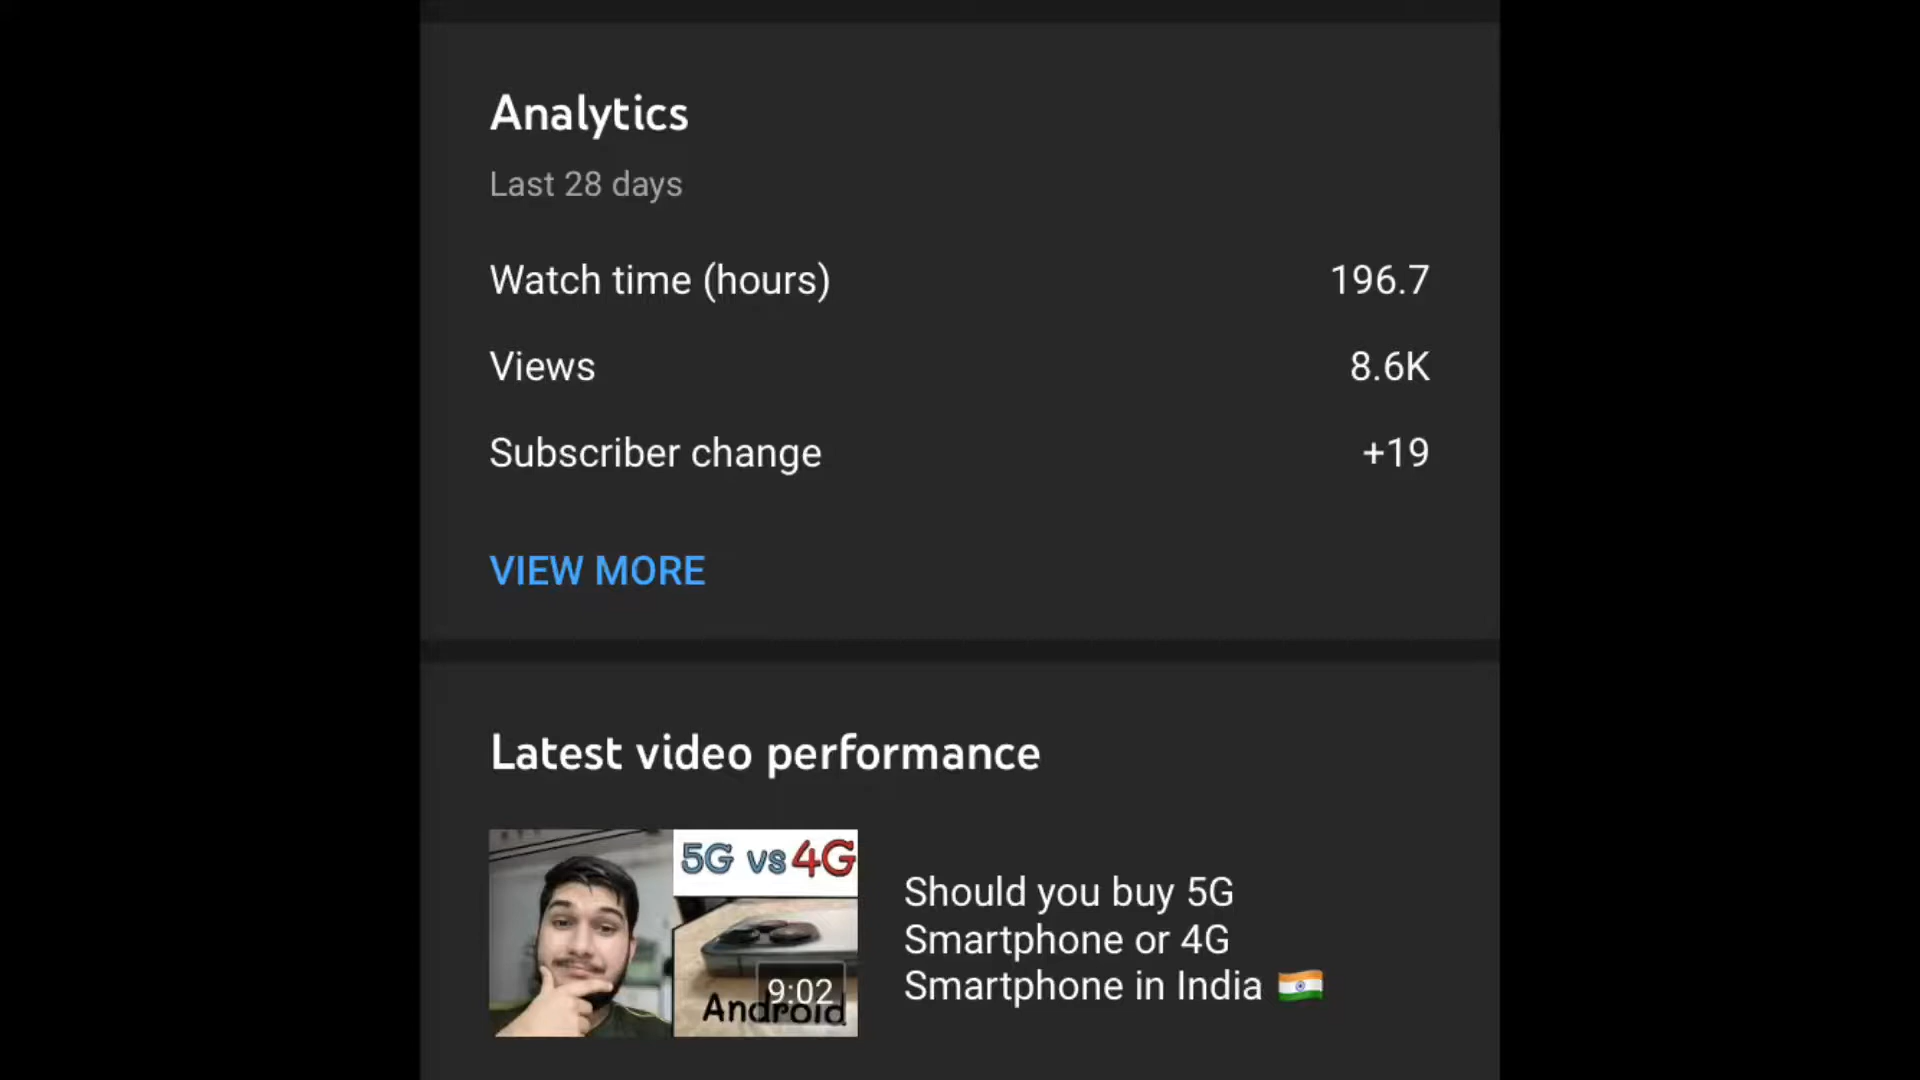 Analytics
Last 28 days
Watch time (hours) 196.7
Views 8.6K
Subscriber change +19
VIEW MORE
Latest video performance
5G vs 4G
9:02
Android
Should you buy 5G
Smartphone or 4G
Smartphone in India 🇮🇳